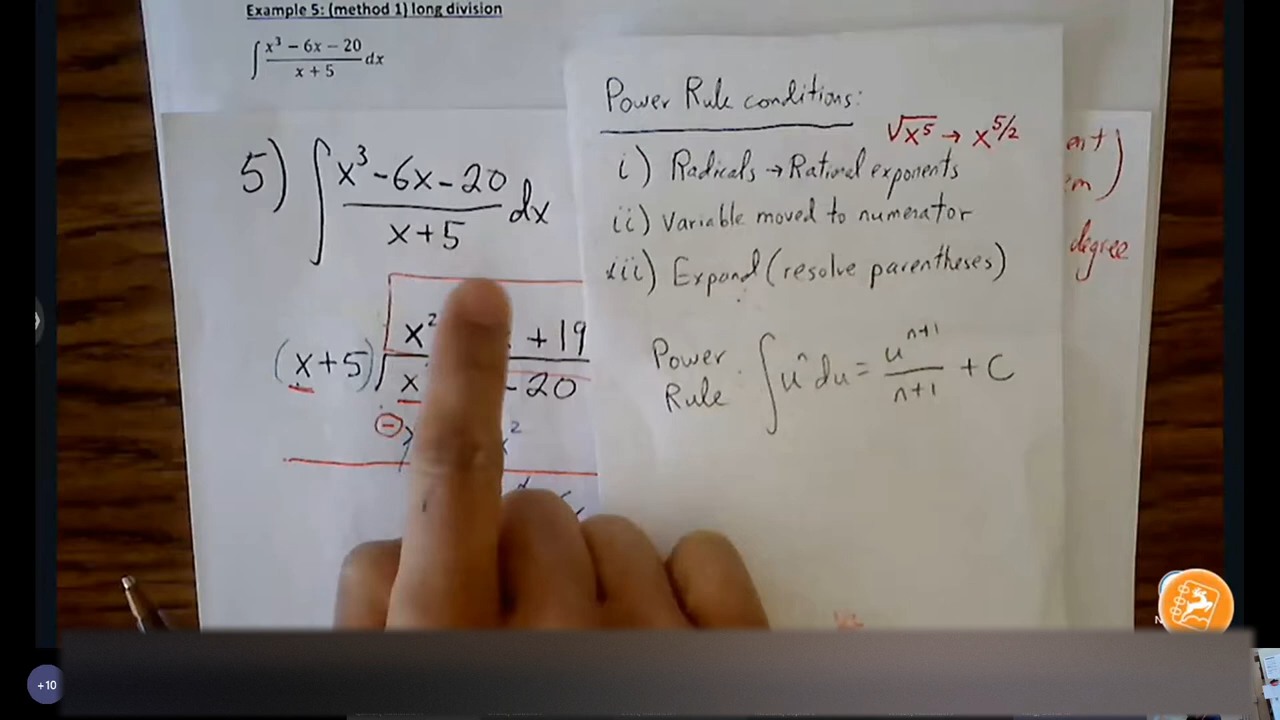 Example 5: (method 1) long division
∫ x³ − 6x − 20
x + 5 dx
5) ∫ x³ -6x -20
x+5 dx
x² +19
(x+5) x -20
⊖ x²
Power Rule conditions:
√x⁵ → x^5/2
i) Radicals → Rational exponents
ii) Variable moved to numerator
iii) Expand (resolve parentheses)
Power Rule ∫uⁿ du = uⁿ⁺¹
n+1 + C
degree
+10